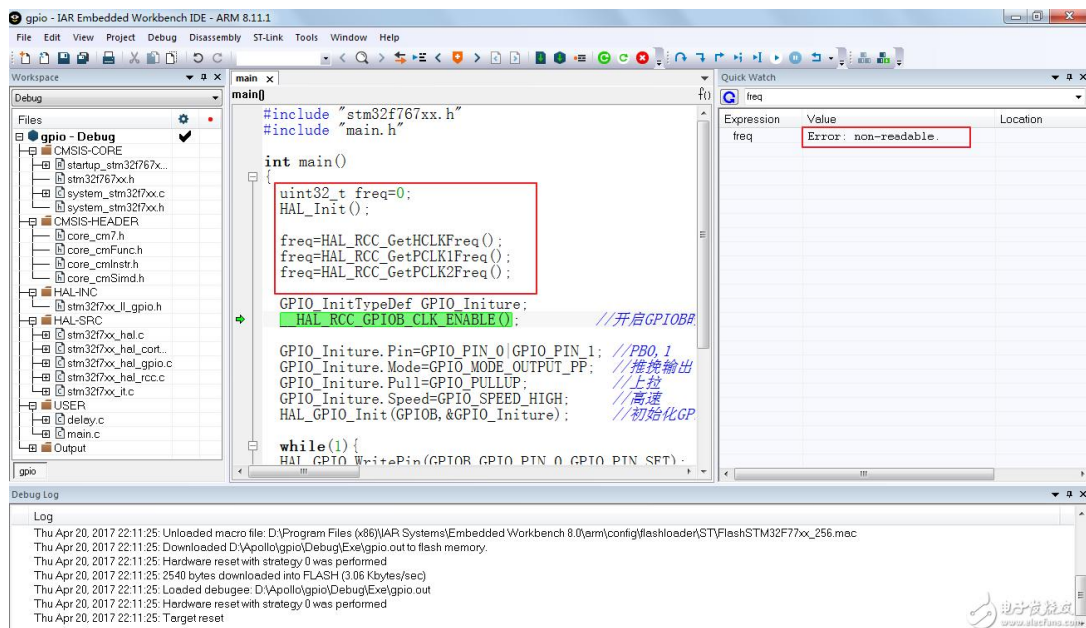 gpio - IAR Embedded Workbench IDE - ARM 8.11.1
File Edit View Project Debug Disassembly ST-Link Tools Window Help
Workspace
Debug
Files
gpio - Debug
CMSIS-CORE
startup_stm32f767x...
stm32f767xx.h
system_stm32f7xx.c
system_stm32f7xx.h
CMSIS-HEADER
core_cm7.h
core_cmFunc.h
core_cmInstr.h
core_cmSimd.h
HAL-INC
stm32f7xx_ll_gpio.h
HAL-SRC
stm32f7xx_hal.c
stm32f7xx_hal_cort...
stm32f7xx_hal_gpio.c
stm32f7xx_hal_rcc.c
stm32f7xx_it.c
USER
delay.c
main.c
Output
gpio
main x
main()
f()
#include "stm32f767xx.h"
#include "main.h"
int main()
{
uint32_t freq=0;
HAL_Init();
freq=HAL_RCC_GetHCLKFreq();
freq=HAL_RCC_GetPCLK1Freq();
freq=HAL_RCC_GetPCLK2Freq();
GPIO_InitTypeDef GPIO_Initure;
__HAL_RCC_GPIOB_CLK_ENABLE(); //开启GPIOB时
GPIO_Initure.Pin=GPIO_PIN_0|GPIO_PIN_1; //PB0,1
GPIO_Initure.Mode=GPIO_MODE_OUTPUT_PP; //推挽输出
GPIO_Initure.Pull=GPIO_PULLUP; //上拉
GPIO_Initure.Speed=GPIO_SPEED_HIGH; //高速
HAL_GPIO_Init(GPIOB,&GPIO_Initure); //初始化GP
while(1){
HAL_GPIO_WritePin(GPIOB,GPIO_PIN_0,GPIO_PIN_SET);
Quick Watch
freq
Expression Value Location
freq Error: non-readable.
Debug Log
Log
Thu Apr 20, 2017 22:11:25: Unloaded macro file: D:\Program Files (x86)\IAR Systems\Embedded Workbench 8.0\arm\config\flashloader\ST\FlashSTM32F77xx_256.mac
Thu Apr 20, 2017 22:11:25: Downloaded D:\Apollo\gpio\Debug\Exe\gpio.out to flash memory.
Thu Apr 20, 2017 22:11:25: Hardware reset with strategy 0 was performed
Thu Apr 20, 2017 22:11:25: 2540 bytes downloaded into FLASH (3.06 Kbytes/sec)
Thu Apr 20, 2017 22:11:25: Loaded debugee: D:\Apollo\gpio\Debug\Exe\gpio.out
Thu Apr 20, 2017 22:11:25: Hardware reset with strategy 0 was performed
Thu Apr 20, 2017 22:11:25: Target reset
电子发烧友
www.elecfans.com